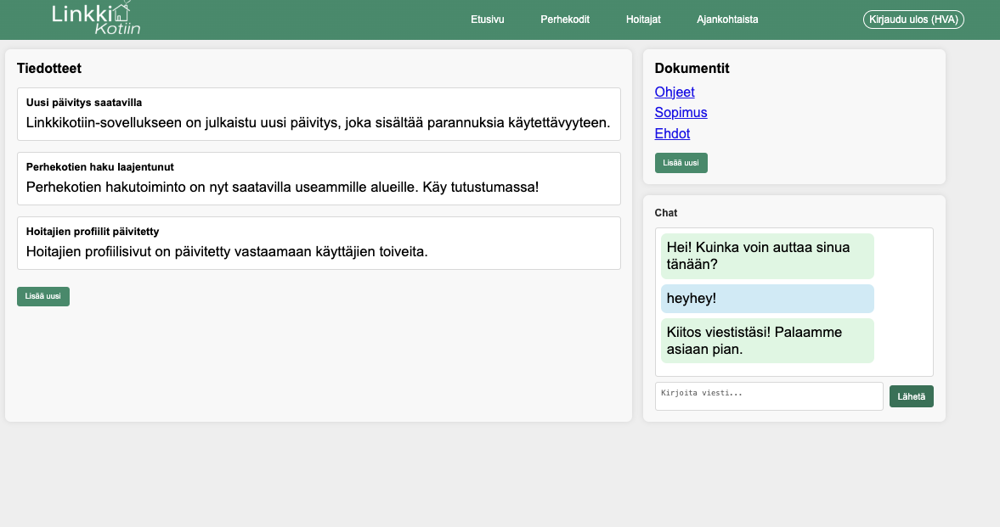 Linkki
Kotiin
Etusivu
Perhekodit
Hoitajat
Ajankohtaista
Kirjaudu ulos (HVA)
Tiedotteet
Uusi päivitys saatavilla
Linkkikotiin-sovellukseen on julkaistu uusi päivitys, joka sisältää parannuksia käytettävyyteen.
Perhekotien haku laajentunut
Perhekotien hakutoiminto on nyt saatavilla useammille alueille. Käy tutustumassa!
Hoitajien profiilit päivitetty
Hoitajien profiilisivut on päivitetty vastaamaan käyttäjien toiveita.
Lisää uusi
Dokumentit
Ohjeet
Sopimus
Ehdot
Lisää uusi
Chat
Hei! Kuinka voin auttaa sinua
tänään?
heyhey!
Kiitos viestistäsi! Palaamme
asiaan pian.
Kirjoita viesti...
Lähetä